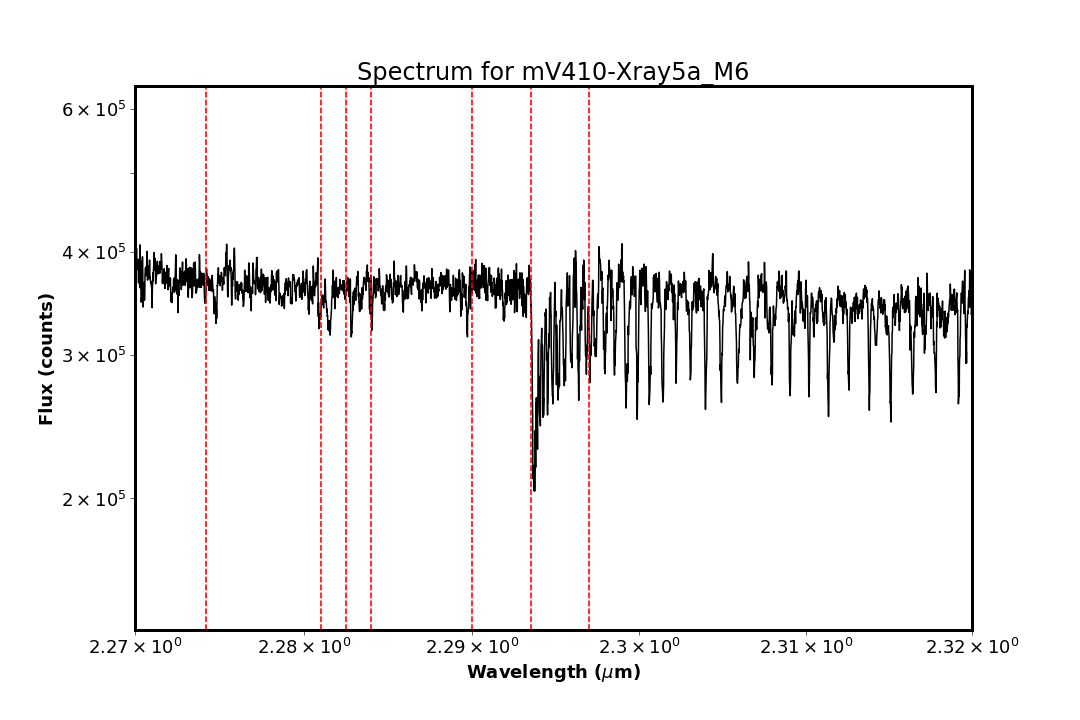 Spectrum for mV410-Xray5a_M6
6 × 10⁵
4 × 10⁵
3 × 10⁵
2 × 10⁵
Flux (counts)
2.27 × 10⁰ 2.28 × 10⁰ 2.29 × 10⁰ 2.3 × 10⁰ 2.31 × 10⁰ 2.32 × 10⁰
Wavelength (μm)